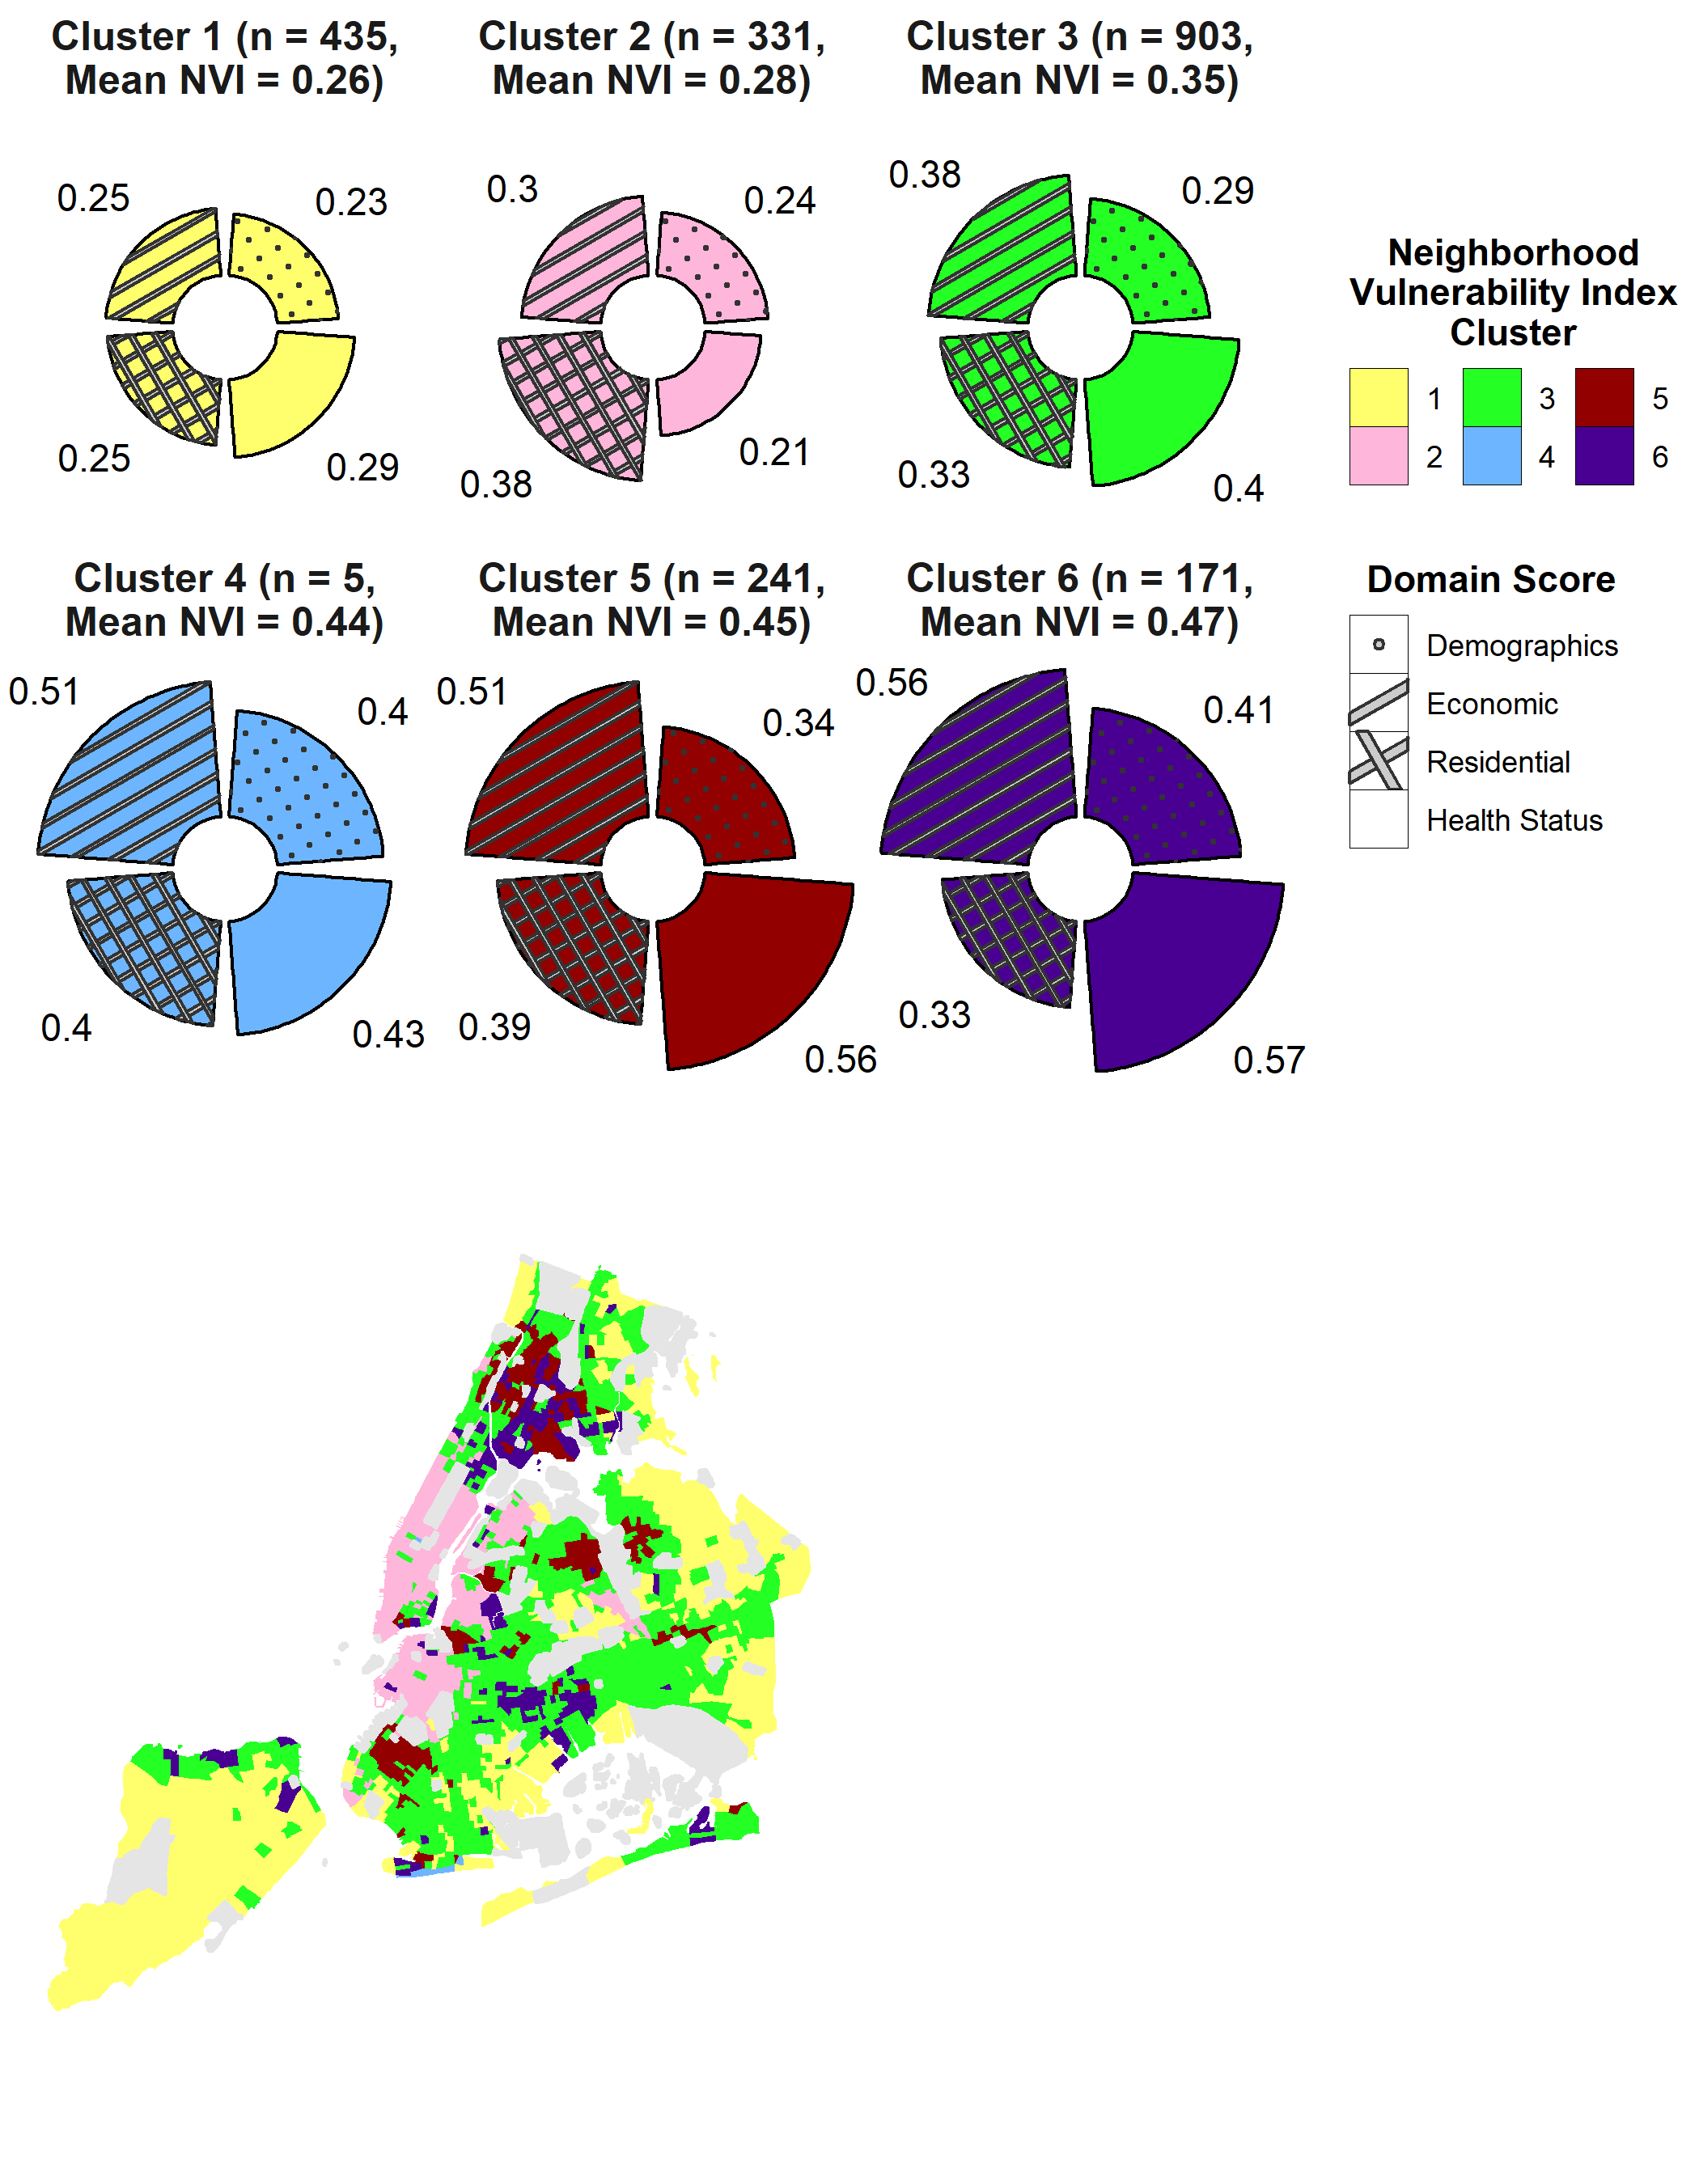 Cluster 1 (n = 435,
Mean NVI = 0.26)
0.25
0.23
0.25
0.29
Cluster 2 (n = 331,
Mean NVI = 0.28)
0.3
0.24
0.38
0.21
Cluster 3 (n = 903,
Mean NVI = 0.35)
0.38
0.29
0.33
0.4
Cluster 4 (n = 5,
Mean NVI = 0.44)
0.51
0.4
0.4
0.43
Cluster 5 (n = 241,
Mean NVI = 0.45)
0.51
0.34
0.39
0.56
Cluster 6 (n = 171,
Mean NVI = 0.47)
0.56
0.41
0.33
0.57
Neighborhood
Vulnerability Index
Cluster
1 3 5
2 4 6
Domain Score
Demographics
Economic
Residential
Health Status